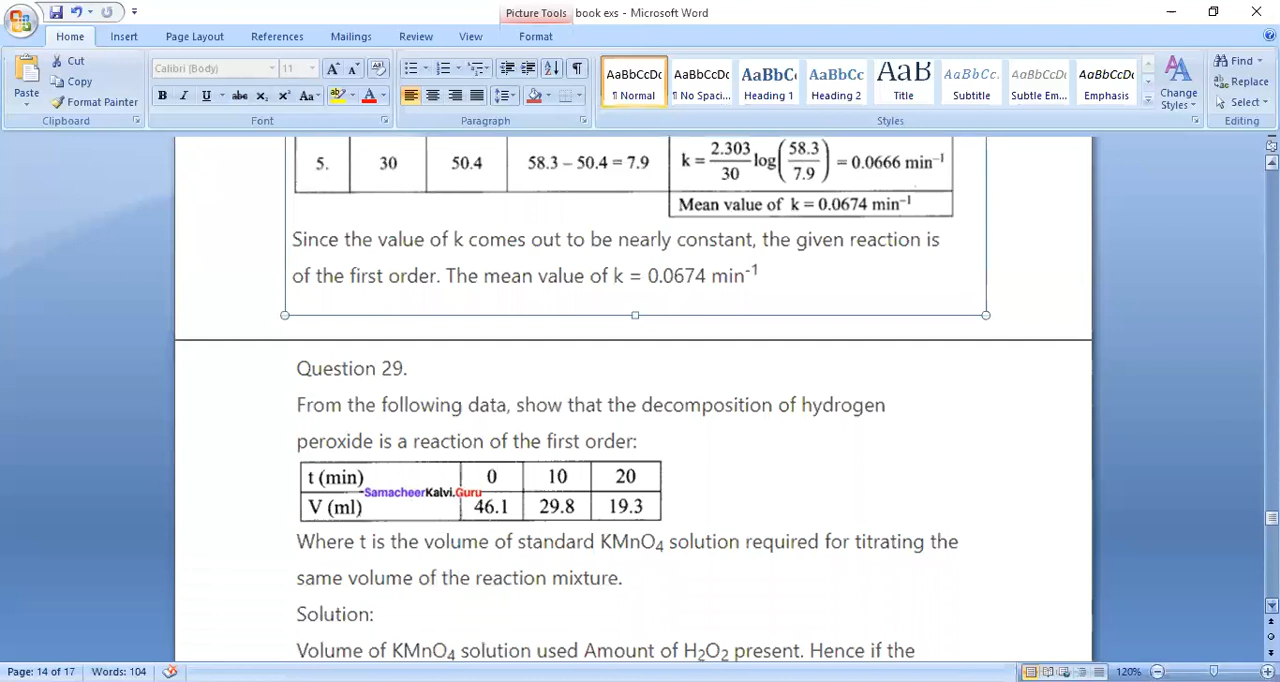 Picture Tools book exs - Microsoft Word
Home Insert Page Layout References Mailings Review View Format
Paste
Cut
Copy
Format Painter
Clipboard
Calibri (Body) 11
B I U abc X₂ X² Aa
Font
Paragraph
AaBbCcDc AaBbCcDc AaBbC AaBbCc AaB AaBbCc. AaBbCcDc AaBbCcDc
¶ Normal ¶ No Spaci... Heading 1 Heading 2 Title Subtitle Subtle Em... Emphasis
Styles
Change Styles
Find
Replace
Select
Editing
5. 30 50.4 58.3 – 50.4 = 7.9 k = 2.303/30 log(58.3/7.9) = 0.0666 min⁻¹
Mean value of k = 0.0674 min⁻¹
Since the value of k comes out to be nearly constant, the given reaction is
of the first order. The mean value of k = 0.0674 min⁻¹
Question 29.
From the following data, show that the decomposition of hydrogen
peroxide is a reaction of the first order:
t (min) 0 10 20
SamacheerKalvi.Guru
V (ml) 46.1 29.8 19.3
Where t is the volume of standard KMnO₄ solution required for titrating the
same volume of the reaction mixture.
Solution:
Volume of KMnO₄ solution used Amount of H₂O₂ present. Hence if the
Page: 14 of 17 Words: 104 120%